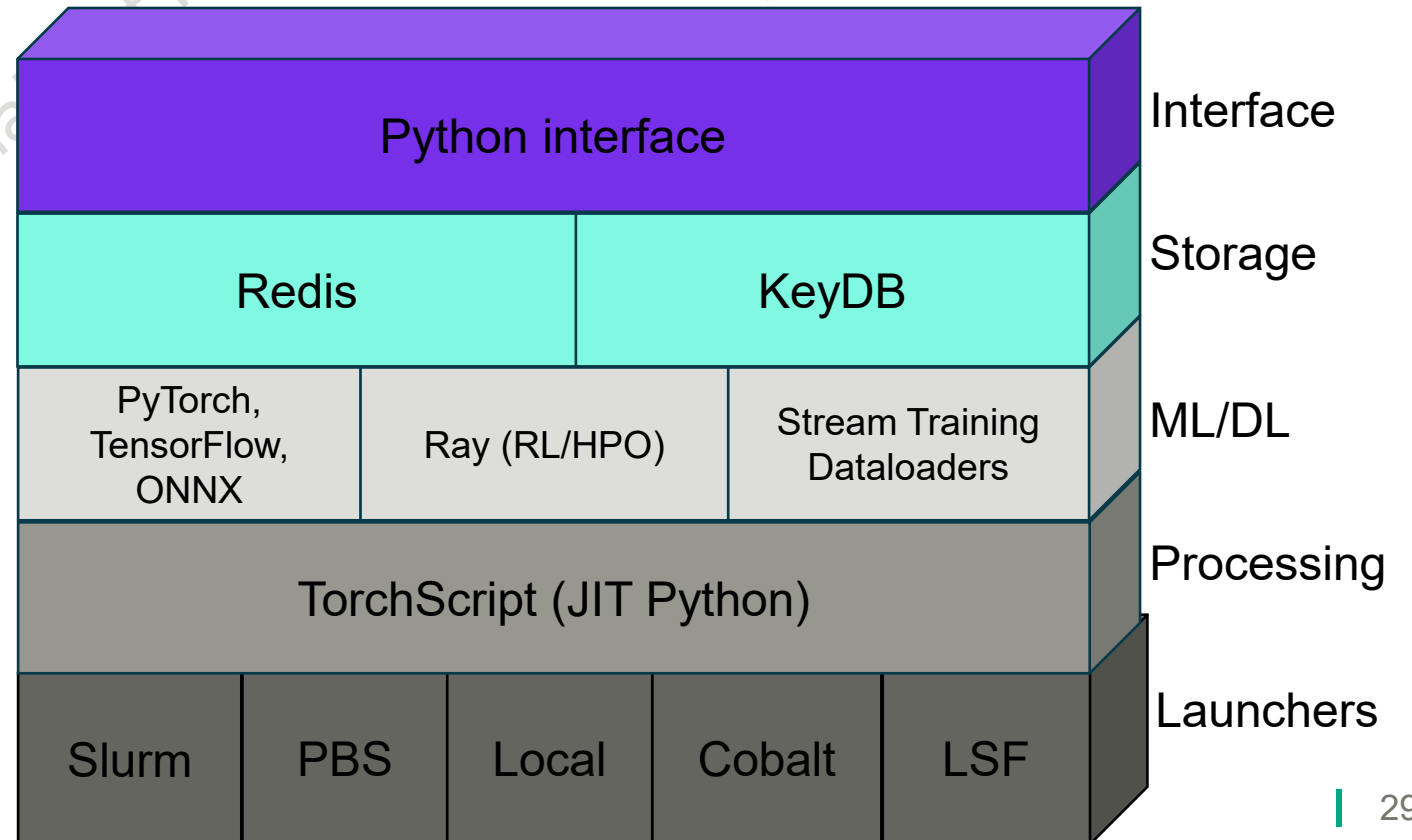 Python interface
Interface
Redis
KeyDB
Storage
PyTorch,
TensorFlow,
ONNX
Ray (RL/HPO)
Stream Training
Dataloaders
ML/DL
TorchScript (JIT Python)
Processing
Slurm
PBS
Local
Cobalt
LSF
Launchers
29